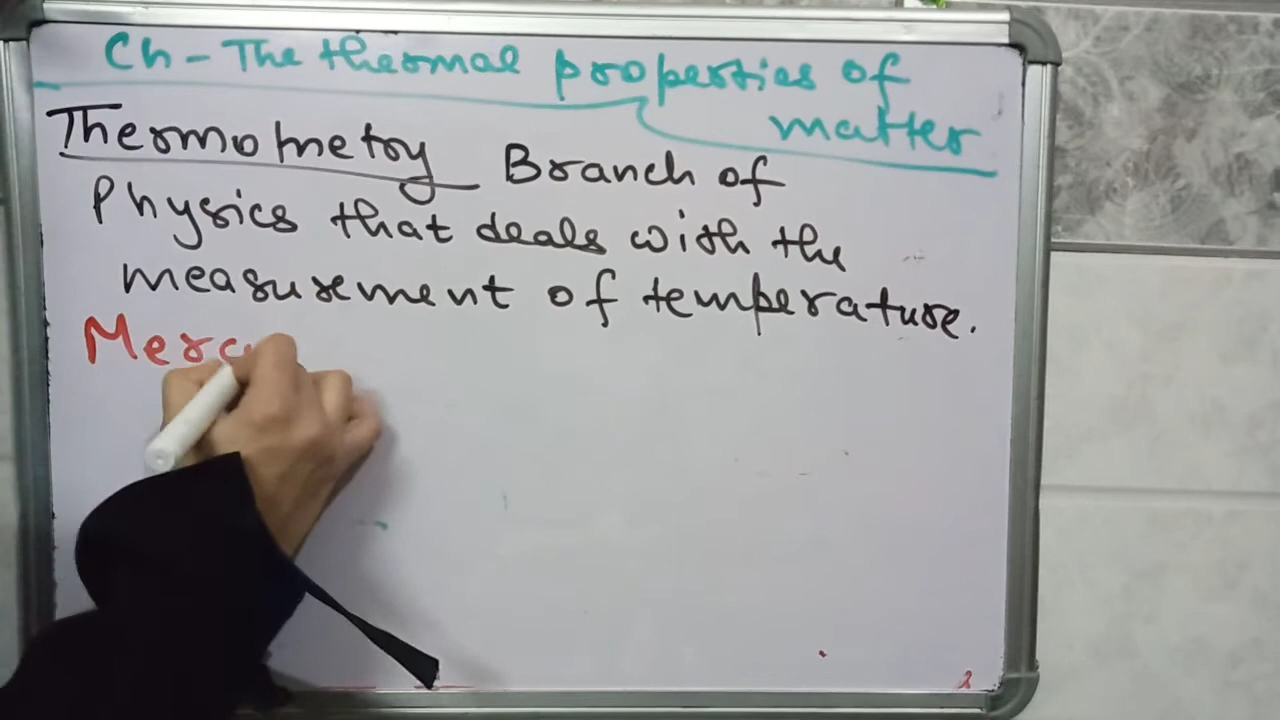 Ch - The thermal properties of
matter
Thermometry Branch of
Physics that deals with the
measurement of temperature.
Merc